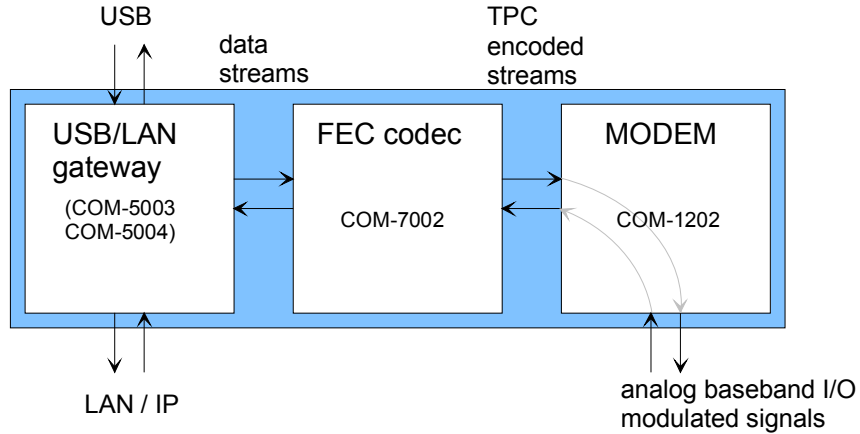 USB
data
streams
TPC
encoded
streams
USB/LAN
gateway
(COM-5003
COM-5004)
FEC codec
COM-7002
MODEM
COM-1202
LAN / IP
analog baseband I/O
modulated signals